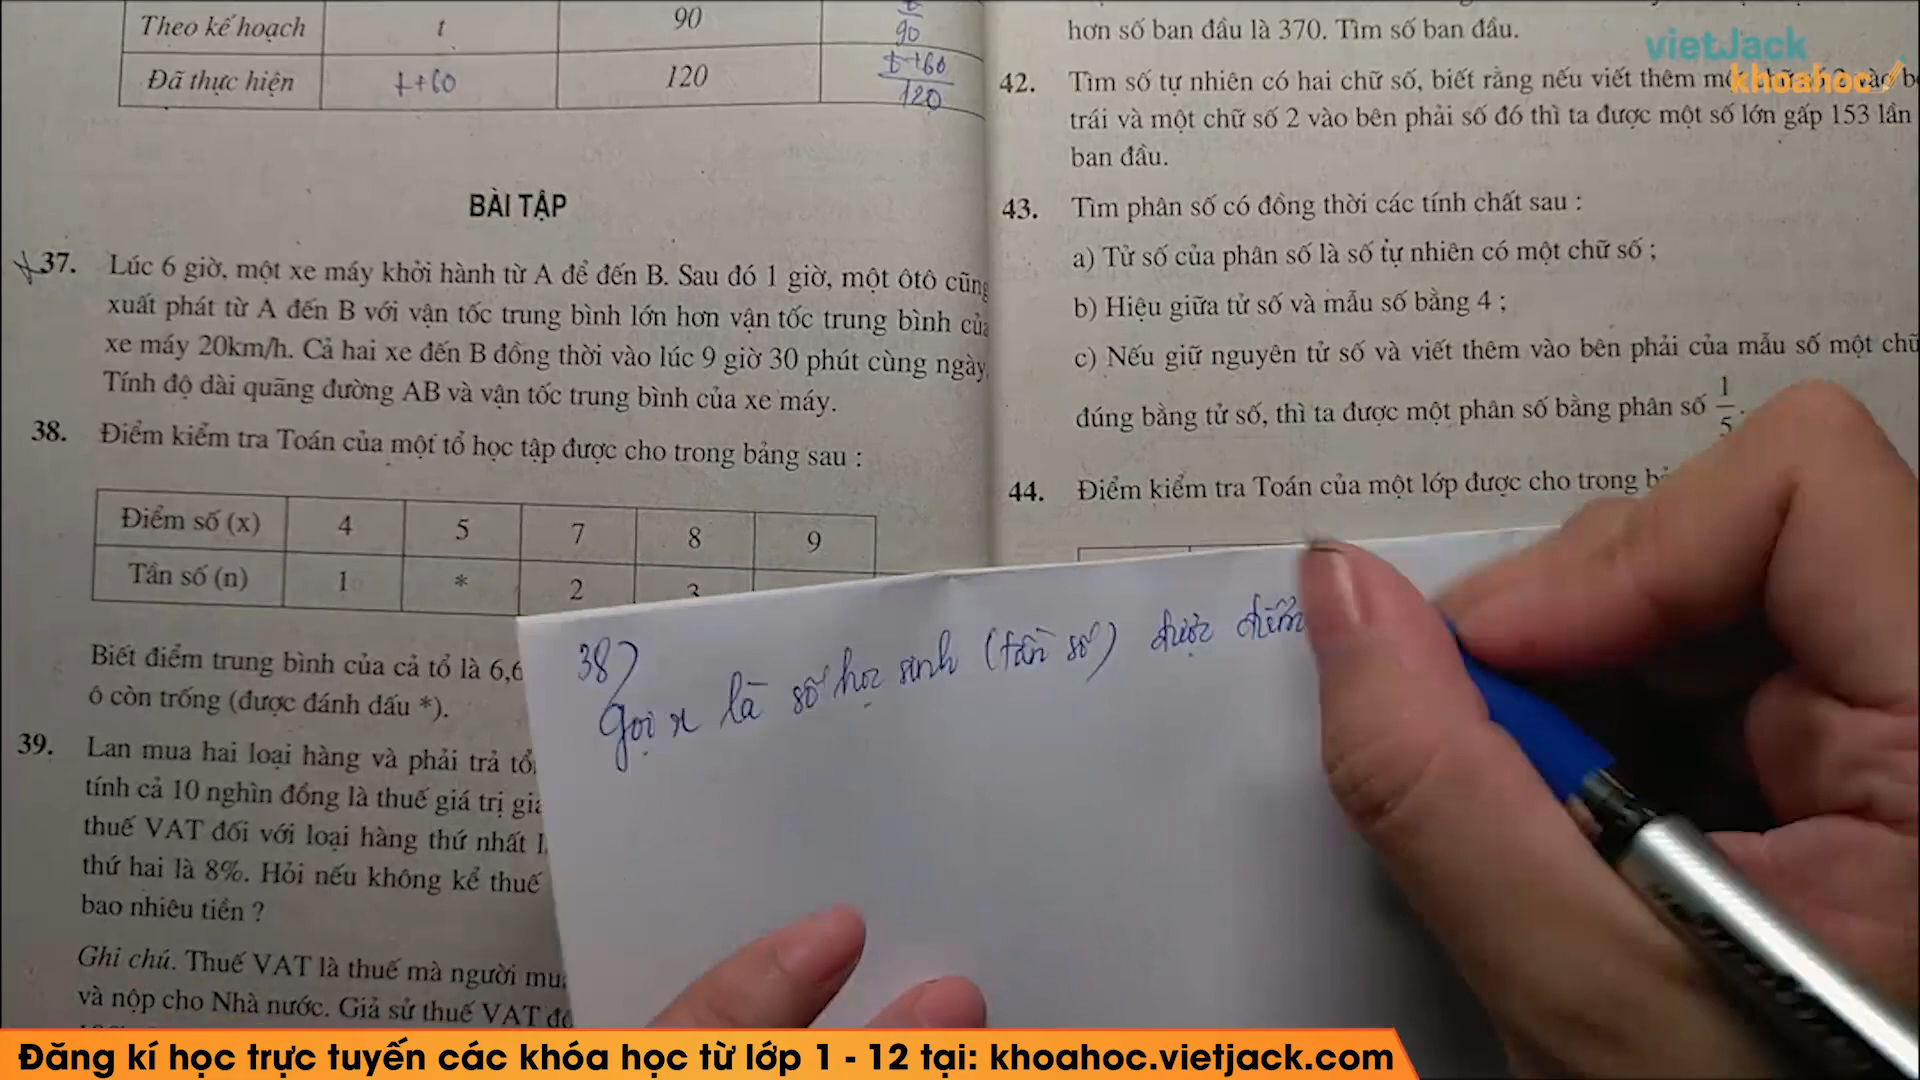 Theo kế hoạch t 90 t/90
Đã thực hiện t+60 120 t+60/120
BÀI TẬP
37. Lúc 6 giờ, một xe máy khởi hành từ A để đến B. Sau đó 1 giờ, một ôtô cũng
xuất phát từ A đến B với vận tốc trung bình lớn hơn vận tốc trung bình của
xe máy 20km/h. Cả hai xe đến B đồng thời vào lúc 9 giờ 30 phút cùng ngày.
Tính độ dài quãng đường AB và vận tốc trung bình của xe máy.
38. Điểm kiểm tra Toán của một tổ học tập được cho trong bảng sau :
Điểm số (x) 4 5 7 8 9
Tần số (n) 1 * 2 3
Biết điểm trung bình của cả tổ là 6,6
ô còn trống (được đánh dấu *).
39. Lan mua hai loại hàng và phải trả
tính cả 10 nghìn đồng là thuế giá trị
thuế VAT đối với loại hàng thứ nhất
thứ hai là 8%. Hỏi nếu không kể thuế
bao nhiêu tiền ?
Ghi chú. Thuế VAT là thuế mà người
và nộp cho Nhà nước. Giả sử thuế VAT
hơn số ban đầu là 370. Tìm số ban đầu.
42. Tìm số tự nhiên có hai chữ số, biết rằng nếu viết thêm 2 vào
trái và một chữ số 2 vào bên phải số đó thì ta được một số lớn gấp 153 lần
ban đầu.
43. Tìm phân số có đồng thời các tính chất sau :
a) Tử số của phân số là số tự nhiên có một chữ số ;
b) Hiệu giữa tử số và mẫu số bằng 4 ;
c) Nếu giữ nguyên tử số và viết thêm vào bên phải của mẫu số một chữ
đúng bằng tử số, thì ta được một phân số bằng phân số 1/5.
44. Điểm kiểm tra Toán của một lớp được cho trong
38)
Gọi x là số học sinh (tần số) được điểm
vietJack
khoahoc
Đăng kí học trực tuyến các khóa học từ lớp 1 - 12 tại: khoahoc.vietjack.com